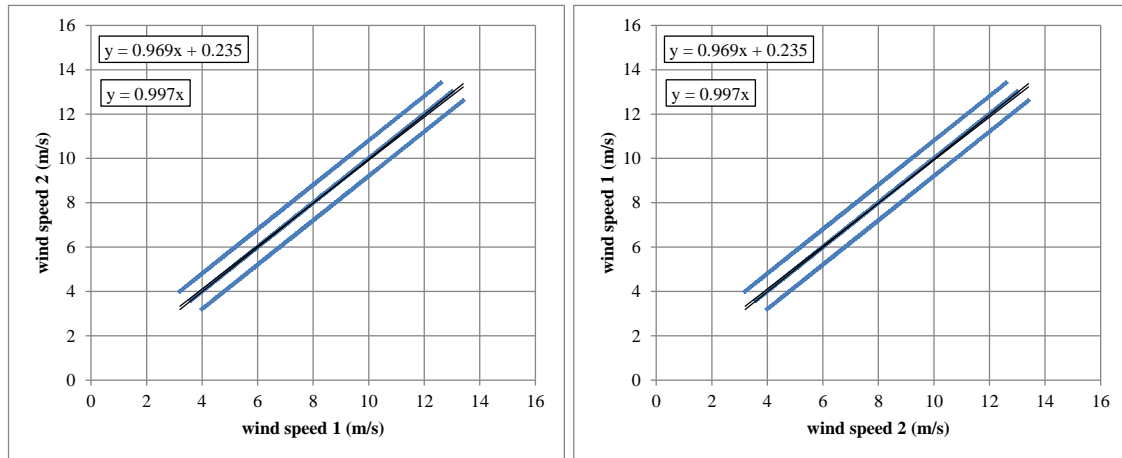 16
14
12
10
8
6
4
2
0
y = 0.969x + 0.235
y = 0.997x
wind speed 2 (m/s)
0 2 4 6 8 10 12 14 16
wind speed 1 (m/s)
16
14
12
10
8
6
4
2
0
y = 0.969x + 0.235
y = 0.997x
wind speed 1 (m/s)
0 2 4 6 8 10 12 14 16
wind speed 2 (m/s)